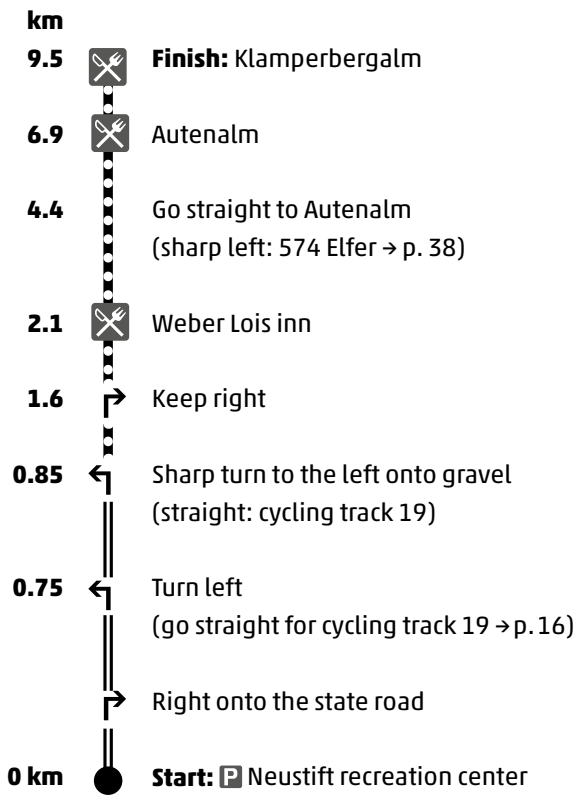 km
9.5 Finish: Klamperbergalm
6.9 Autenalm
4.4 Go straight to Autenalm
(sharp left: 574 Elfer → p. 38)
2.1 Weber Lois inn
1.6 Keep right
0.85 Sharp turn to the left onto gravel
(straight: cycling track 19)
0.75 Turn left
(go straight for cycling track 19 → p. 16)
Right onto the state road
0 km Start: P Neustift recreation center